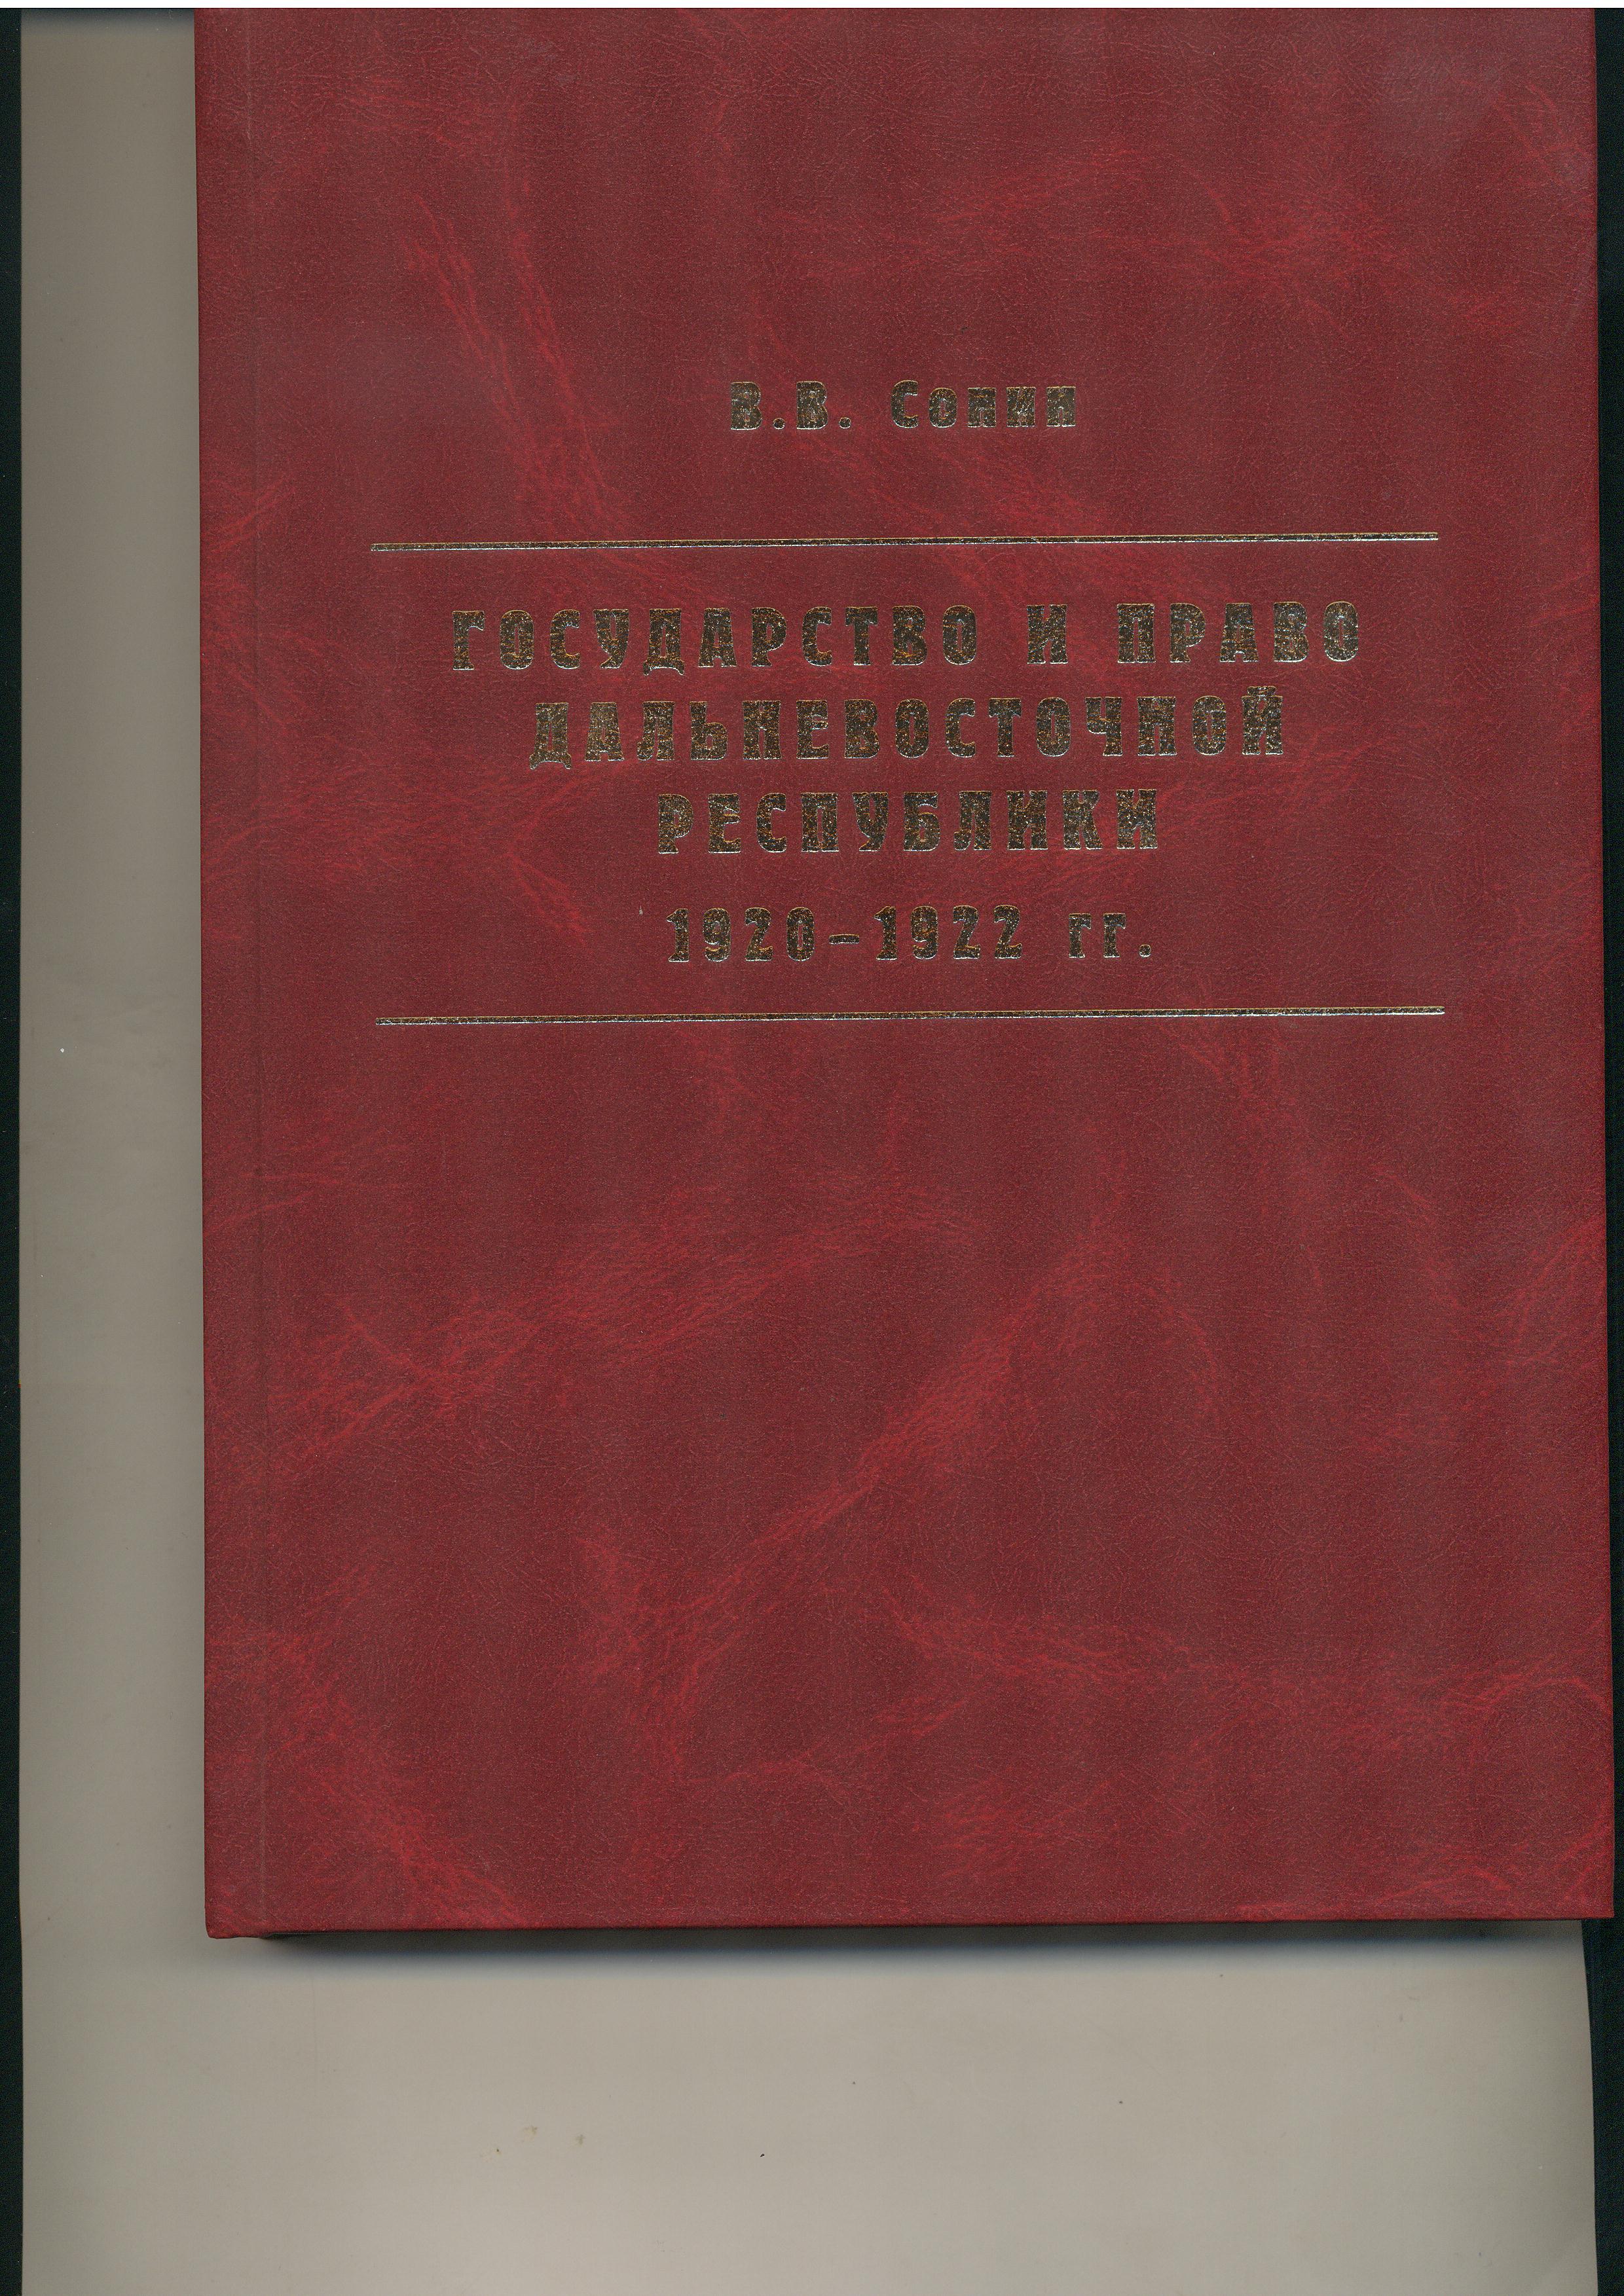 В.В. Сонин
ГОСУДАРСТВО И ПРАВО
ДАЛЬНЕВОСТОЧНОЙ
РЕСПУБЛИКИ
1920–1922 гг.